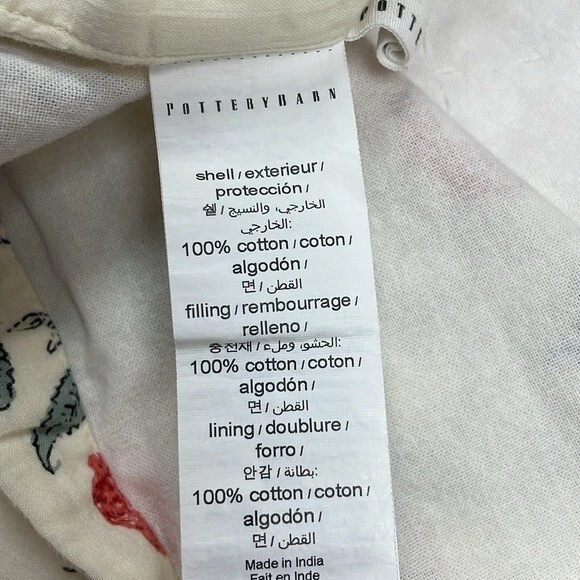 POTTERYBARN
POTT
shell / exterieur /
protección /
쉘 / الخارجي، والنسيج
الخارجي:
100% cotton / coton /
algodón /
면 / القطن
filling / rembourrage /
relleno /
충전재 / الحشو، وملء:
100% cotton / coton /
algodón /
면 / القطن
lining / doublure /
forro /
안감 / بطانة:
100% cotton / coton /
algodón /
면 / القطن
Made in India
Fait en Inde